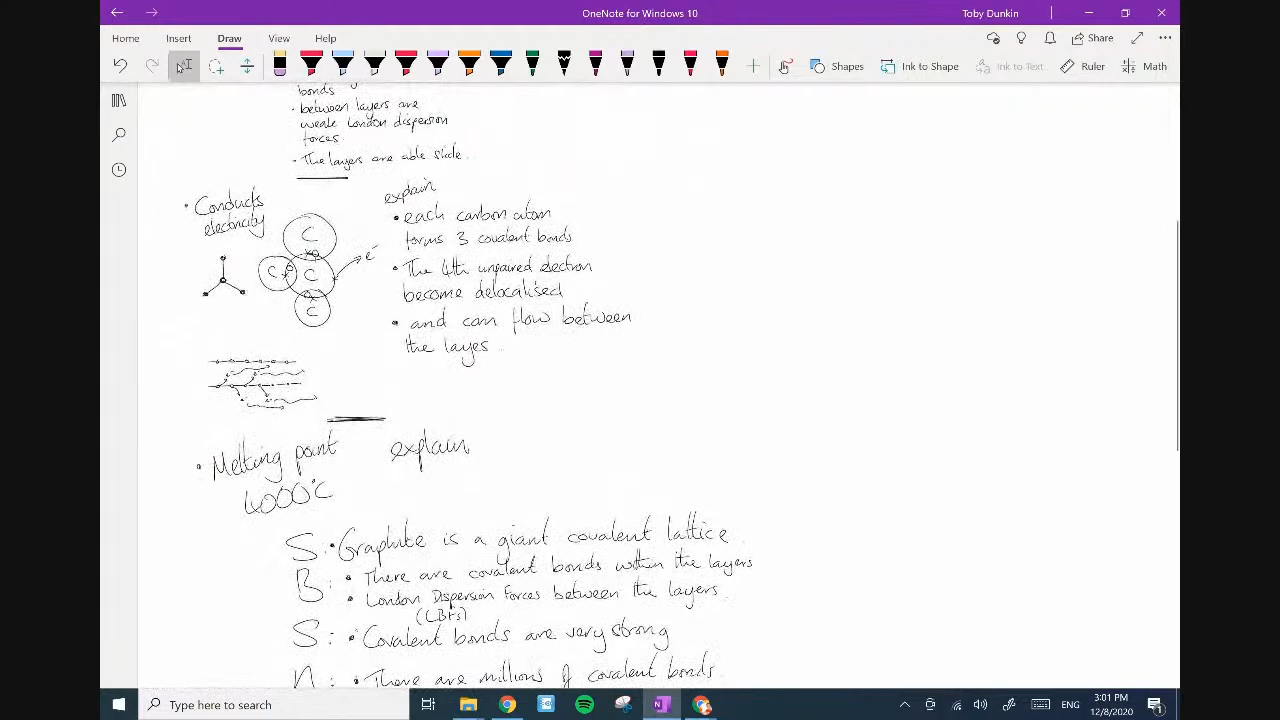 OneNote for Windows 10
Toby Dunkin
Home Insert Draw View Help
Share
Shapes Ink to Shape Ink to Text Ruler Math
bonds
• between layers are
weak London dispersion
forces
• The layers are able slide.
• Conducts
electricity
C
C C
C
e-
explain
• each carbon atom
forms 3 covalent bonds
• The 4th unpaired electron
become delocalised
• and can flow between
the layes
• Melting point explain
4000°C
S: • Graphite is a giant covalent lattice
B: • There are covalent bonds within the layers
• London Dispersion Forces between the layers.
(LDFs)
S: • Covalent bonds are very strong
n: • There are millions of covalent bonds.
Type here to search
ENG
3:01 PM
12/8/2020